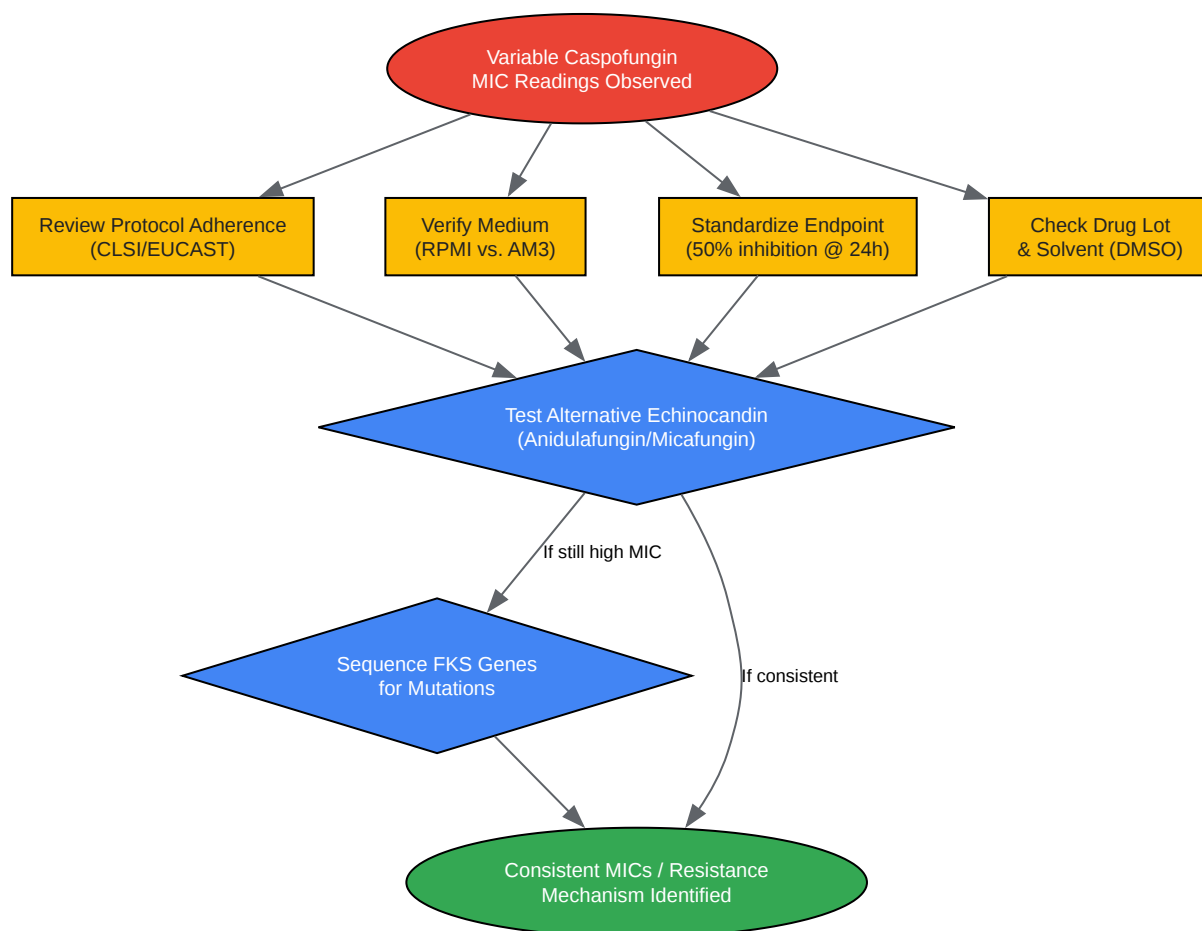 Variable Caspofungin
MIC Readings Observed
Review Protocol Adherence
(CLSI/EUCAST)
Verify Medium
(RPMI vs. AM3)
Standardize Endpoint
(50% inhibition @ 24h)
Check Drug Lot
& Solvent (DMSO)
Test Alternative Echinocandin
(Anidulafungin/Micafungin)
If still high MIC
Sequence FKS Genes
for Mutations
If consistent
Consistent MICs / Resistance
Mechanism Identified